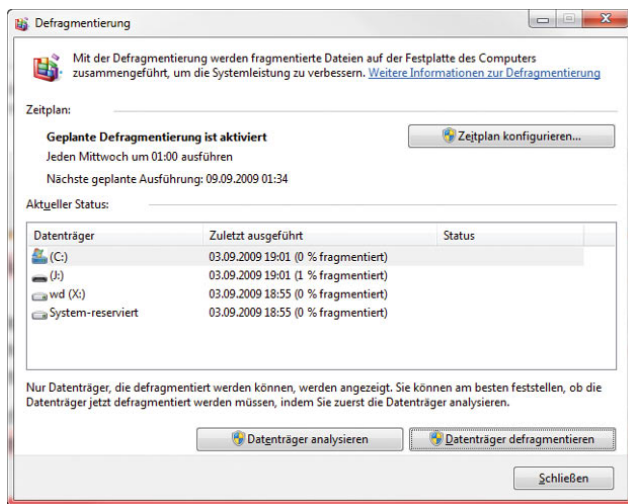 Defragmentierung
Mit der Defragmentierung werden fragmentierte Dateien auf der Festplatte des Computers
zusammengeführt, um die Systemleistung zu verbessern. Weitere Informationen zur Defragmentierung
Zeitplan:
Geplante Defragmentierung ist aktiviert
Zeitplan konfigurieren...
Jeden Mittwoch um 01:00 ausführen
Nächste geplante Ausführung: 09.09.2009 01:34
Aktueller Status:
Datenträger Zuletzt ausgeführt Status
(C:) 03.09.2009 19:01 (0 % fragmentiert)
(J:) 03.09.2009 19:01 (1 % fragmentiert)
wd (X:) 03.09.2009 18:55 (0 % fragmentiert)
System-reserviert 03.09.2009 18:55 (0 % fragmentiert)
Nur Datenträger, die defragmentiert werden können, werden angezeigt. Sie können am besten feststellen, ob die
Datenträger jetzt defragmentiert werden müssen, indem Sie zuerst die Datenträger analysieren.
Datenträger analysieren Datenträger defragmentieren
Schließen